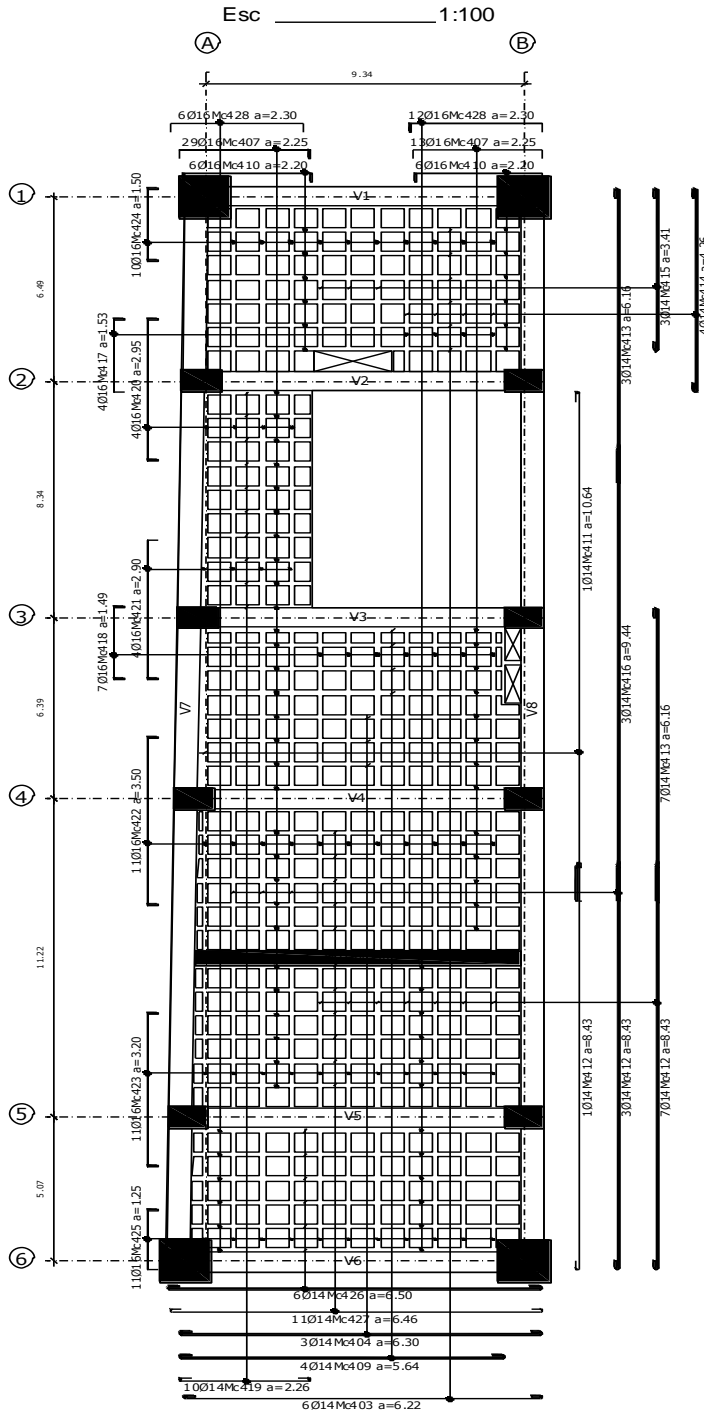 Esc 1:100
A B
9.34
6Ø16Mc428 a=2.30 12Ø16Mc428 a=2.30
29Ø16Mc407 a=2.25 13Ø16Mc407 a=2.25
6Ø16Mc410 a=2.20 6Ø16Mc410 a=2.20
1
V1
10Ø16Mc424 a=1.50
6.49
3Ø14Mc415 a=3.41
4Ø14Mc414 a=4.26
3Ø14Mc413 a=6.16
4Ø16Mc417 a=1.53
4Ø16Mc420 a=2.95
2
V2
8.34
1Ø14Mc411 a=10.64
4Ø16Mc421 a=2.90
7Ø16Mc418 a=1.49
3
V3
3Ø14Mc416 a=9.44
6.39
V7
V8
7Ø14Mc413 a=6.16
4
V4
11Ø16Mc422 a=3.50
11.22
11Ø16Mc423 a=3.20
1Ø14Mc412 a=8.43
3Ø14Mc412 a=8.43
7Ø14Mc412 a=8.43
5
V5
5.07
11Ø16Mc425 a=1.25
6
V6
6Ø14Mc426 a=6.50
11Ø14Mc427 a=6.46
3Ø14Mc404 a=6.30
4Ø14Mc409 a=5.64
10Ø14Mc419 a=2.26
6Ø14Mc403 a=6.22